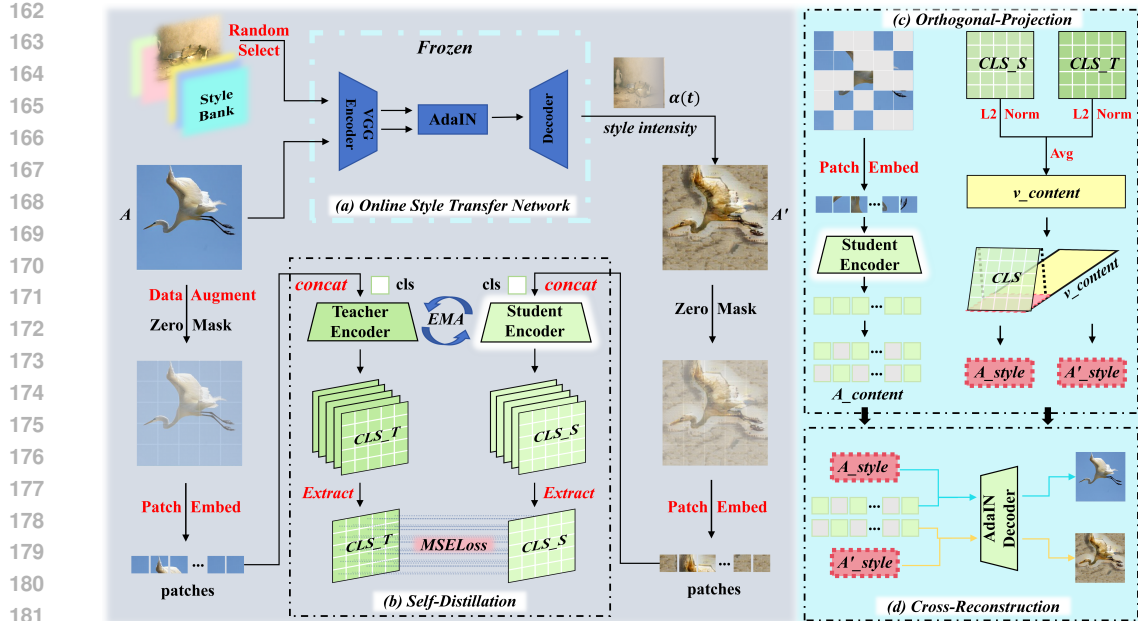 162
163
164
165
166
167
168
169
170
171
172
173
174
175
176
177
178
179
180
181
Random
Select
Style
Bank
Frozen
VGG
Encoder
AdaIN
Decoder
α(t)
style intensity
(a) Online Style Transfer Network
A
A'
Data Augment
Zero Mask
Patch Embed
patches
concat
cls
cls
concat
Teacher
Encoder
EMA
Student
Encoder
CLS_T
CLS_S
Extract
Extract
CLS_T
MSELoss
CLS_S
(b) Self-Distillation
Zero Mask
Patch Embed
patches
(c) Orthogonal-Projection
CLS_S
CLS_T
L2 Norm
L2 Norm
Avg
v_content
Patch Embed
Student
Encoder
CLS
v_content
A_style
A'_style
A_content
A_style
A'_style
AdaIN
Decoder
(d) Cross-Reconstruction